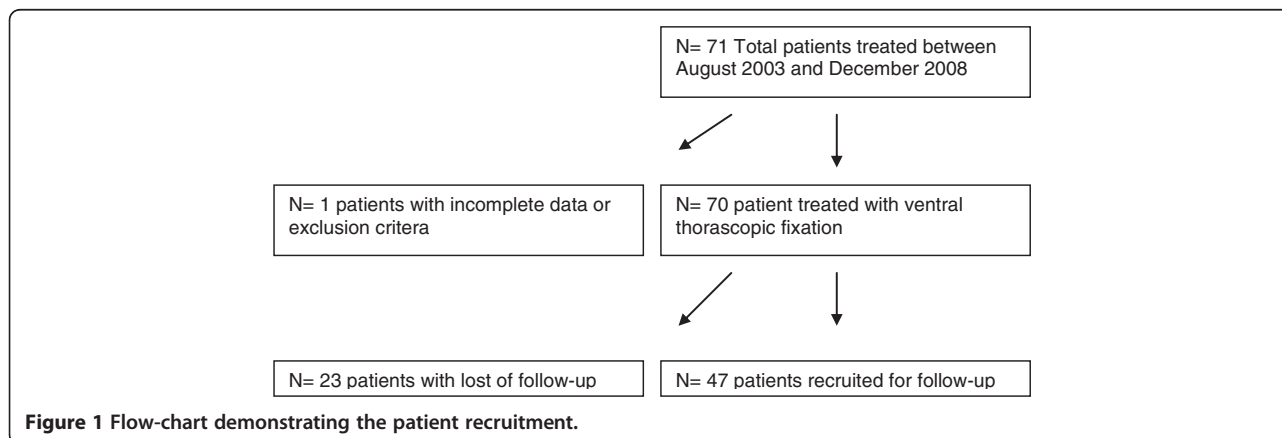 N= 71 Total patients treated between
August 2003 and December 2008
N= 1 patients with incomplete data or
exclusion critera
N= 70 patient treated with ventral
thorascopic fixation
N= 23 patients with lost of follow-up
N= 47 patients recruited for follow-up
Figure 1 Flow-chart demonstrating the patient recruitment.